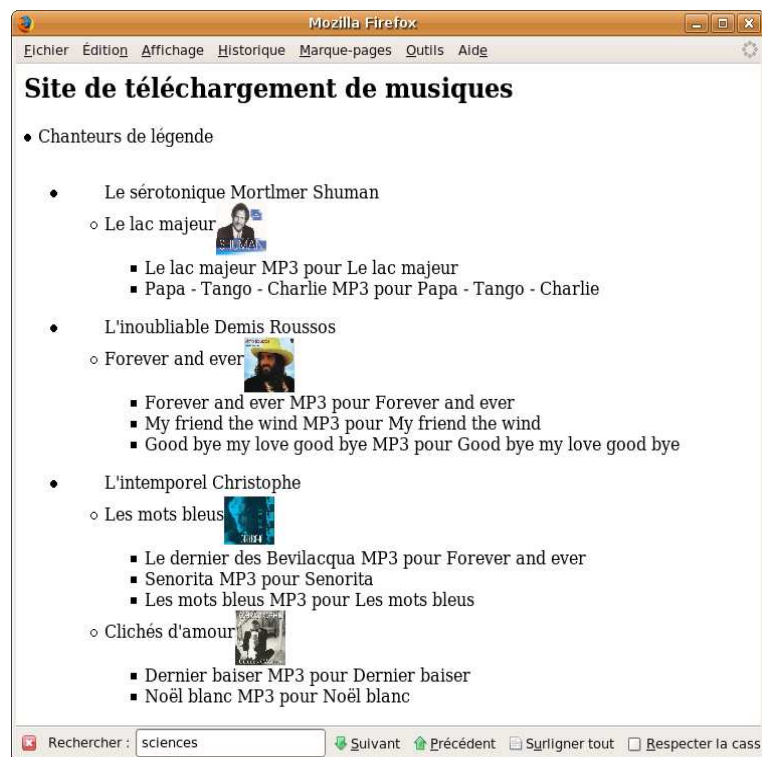 Mozilla Firefox
Fichier Édition Affichage Historique Marque-pages Outils Aide
Site de téléchargement de musiques
Chanteurs de légende
Le sérotonique Mortlmer Shuman
Le lac majeur
SHUMAN
Le lac majeur MP3 pour Le lac majeur
Papa - Tango - Charlie MP3 pour Papa - Tango - Charlie
L'inoubliable Demis Roussos
Forever and ever
Forever and ever MP3 pour Forever and ever
My friend the wind MP3 pour My friend the wind
Good bye my love good bye MP3 pour Good bye my love good bye
L'intemporel Christophe
Les mots bleus
Le dernier des Bevilacqua MP3 pour Forever and ever
Senorita MP3 pour Senorita
Les mots bleus MP3 pour Les mots bleus
Clichés d'amour
Dernier baiser MP3 pour Dernier baiser
Noël blanc MP3 pour Noël blanc
Rechercher : sciences Suivant Précédent Surligner tout Respecter la cass